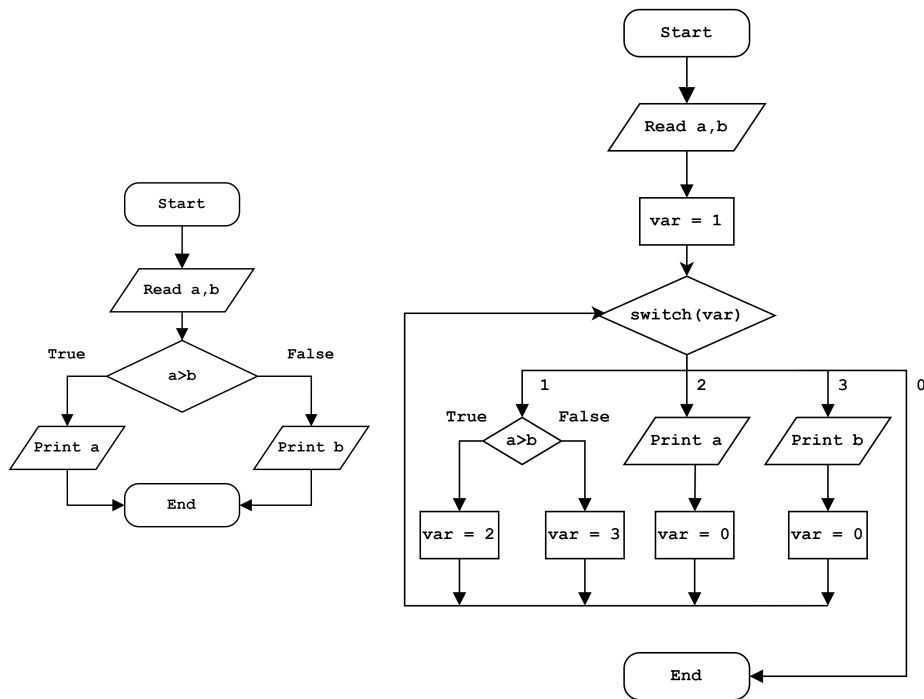 Start
Read a,b
True
False
a>b
Print a
Print b
End
Start
Read a,b
var = 1
switch(var)
1
2
3
0
True
False
a>b
Print a
Print b
var = 2
var = 3
var = 0
var = 0
End